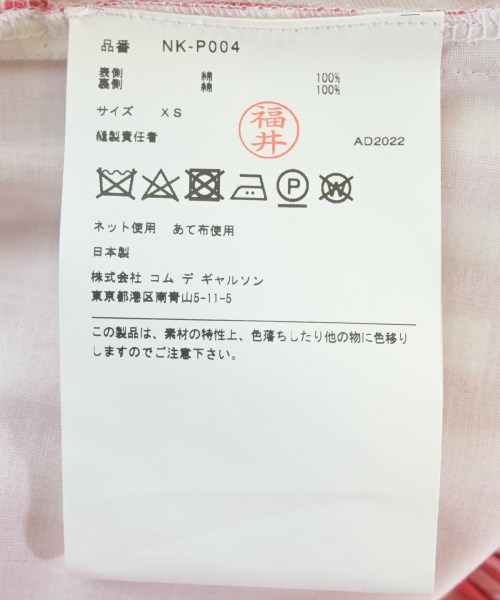 品番 NK-P004
表側 綿 100%
裏側 綿 100%
サイズ XS
福井
縫製責任者 AD2022
P W
ネット使用 あて布使用
日本製
株式会社 コム デ ギャルソン
東京都港区南青山5-11-5
この製品は、素材の特性上、色落ちしたり他の物に色移り
しますのでご注意下さい。